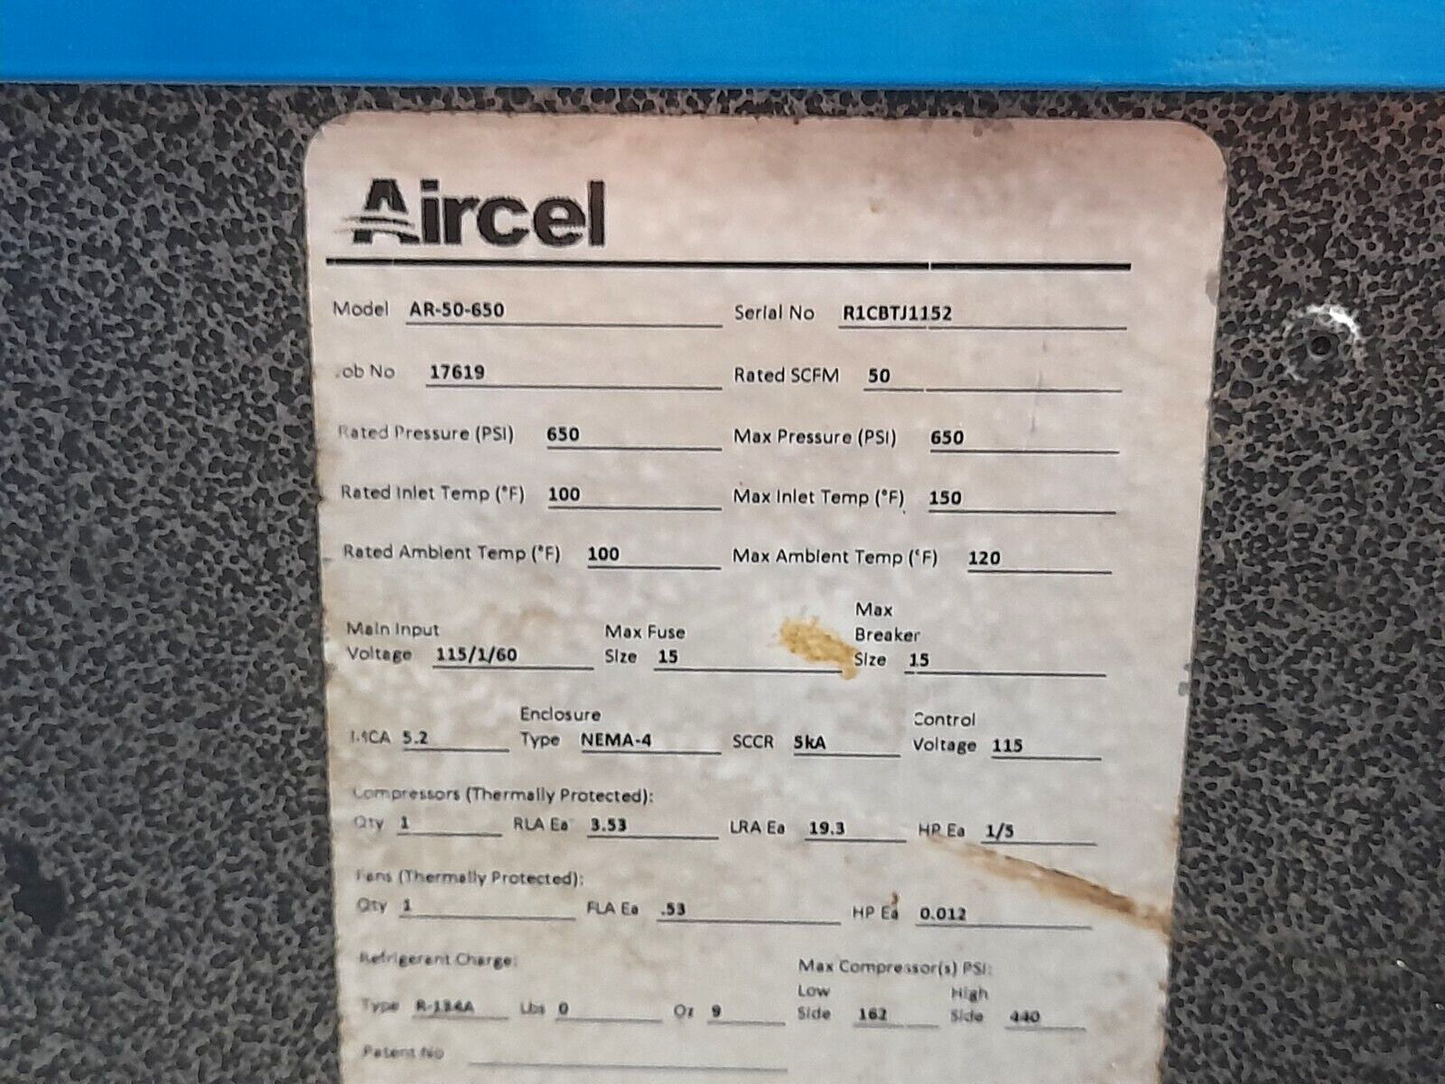 Aircel
Model AR-50-650 Serial No R1CBTJ1152
Job No 17619 Rated SCFM 50
Rated Pressure (PSI) 650 Max Pressure (PSI) 650
Rated Inlet Temp (°F) 100 Max Inlet Temp (°F) 150
Rated Ambient Temp (°F) 100 Max Ambient Temp (°F) 120
Main Input Voltage 115/1/60 Max Fuse Size 15 Max Breaker Size 15
MCA 5.2 Enclosure Type NEMA-4 SCCR 5kA Control Voltage 115
Compressors (Thermally Protected):
Qty 1 RLA Ea 3.53 LRA Ea 19.3 HP Ea 1/5
Fans (Thermally Protected):
Qty 1 FLA Ea .53 HP Ea 0.012
Refrigerant Charge: Max Compressor(s) PSI:
Type R-134A Lbs 0 Oz 9 Low Side 162 High Side 440
Patent No